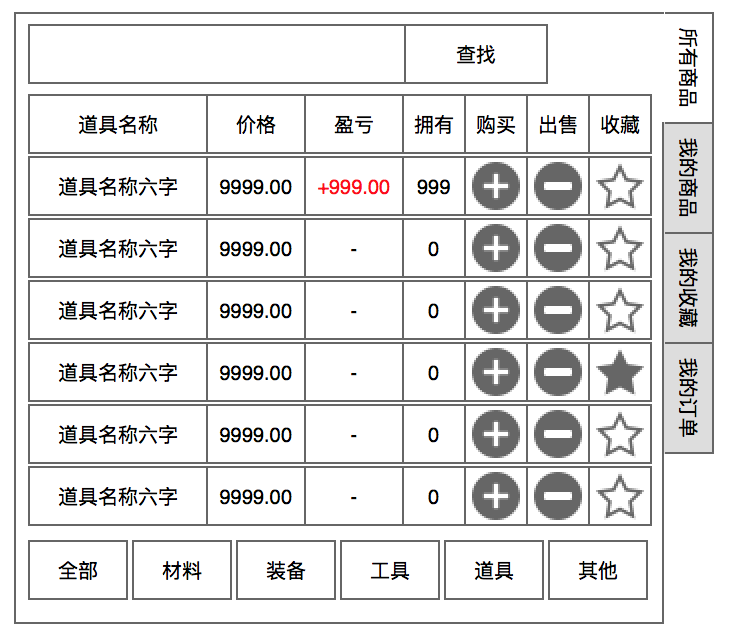 查找
道具名称 价格 盈亏 拥有 购买 出售 收藏
道具名称六字 9999.00 +999.00 999
道具名称六字 9999.00 - 0
道具名称六字 9999.00 - 0
道具名称六字 9999.00 - 0
道具名称六字 9999.00 - 0
道具名称六字 9999.00 - 0
全部 材料 装备 工具 道具 其他
所有商品
我的商品
我的收藏
我的订单